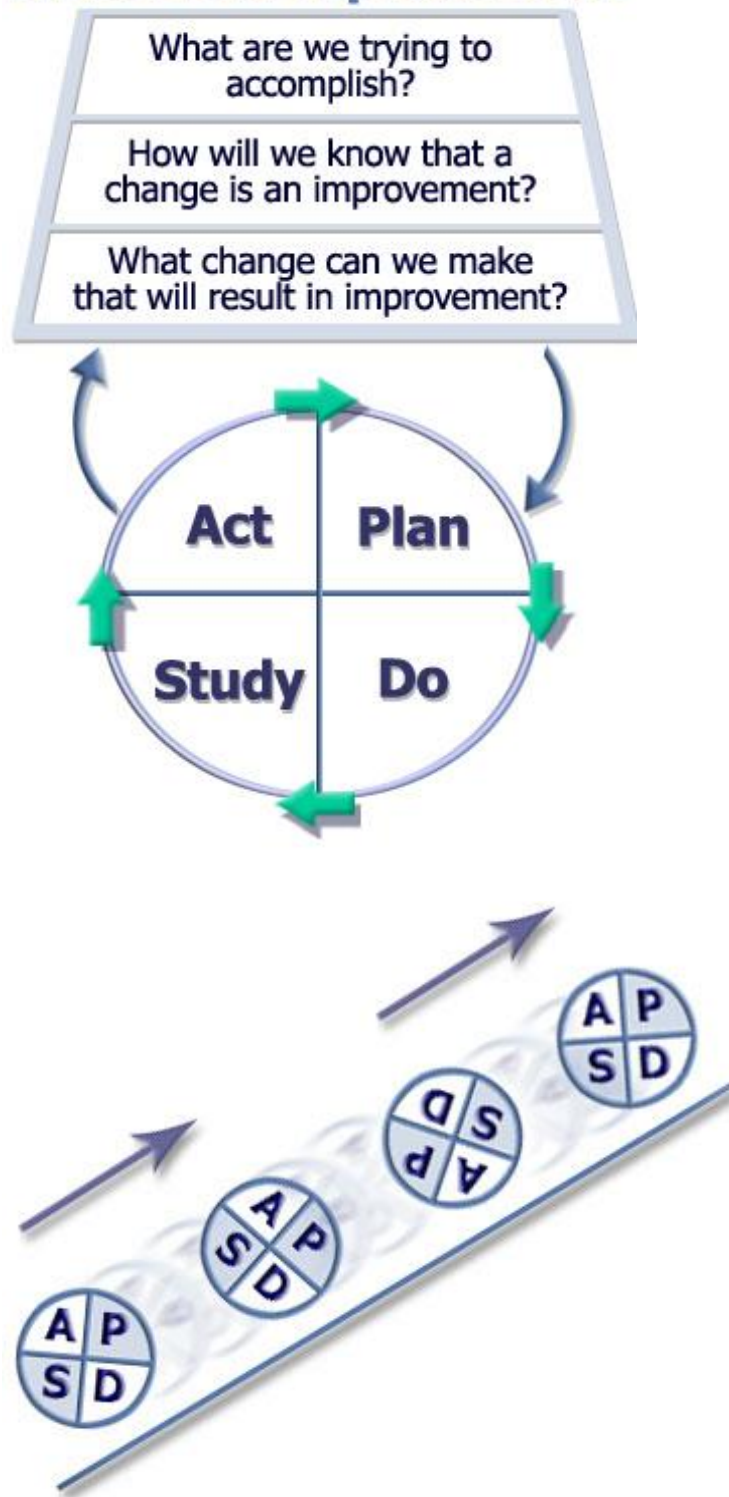 What are we trying to
accomplish?
How will we know that a
change is an improvement?
What change can we make
that will result in improvement?
Act Plan
Study Do
A P
S D
A P
S D
D S
P A
A P
S D